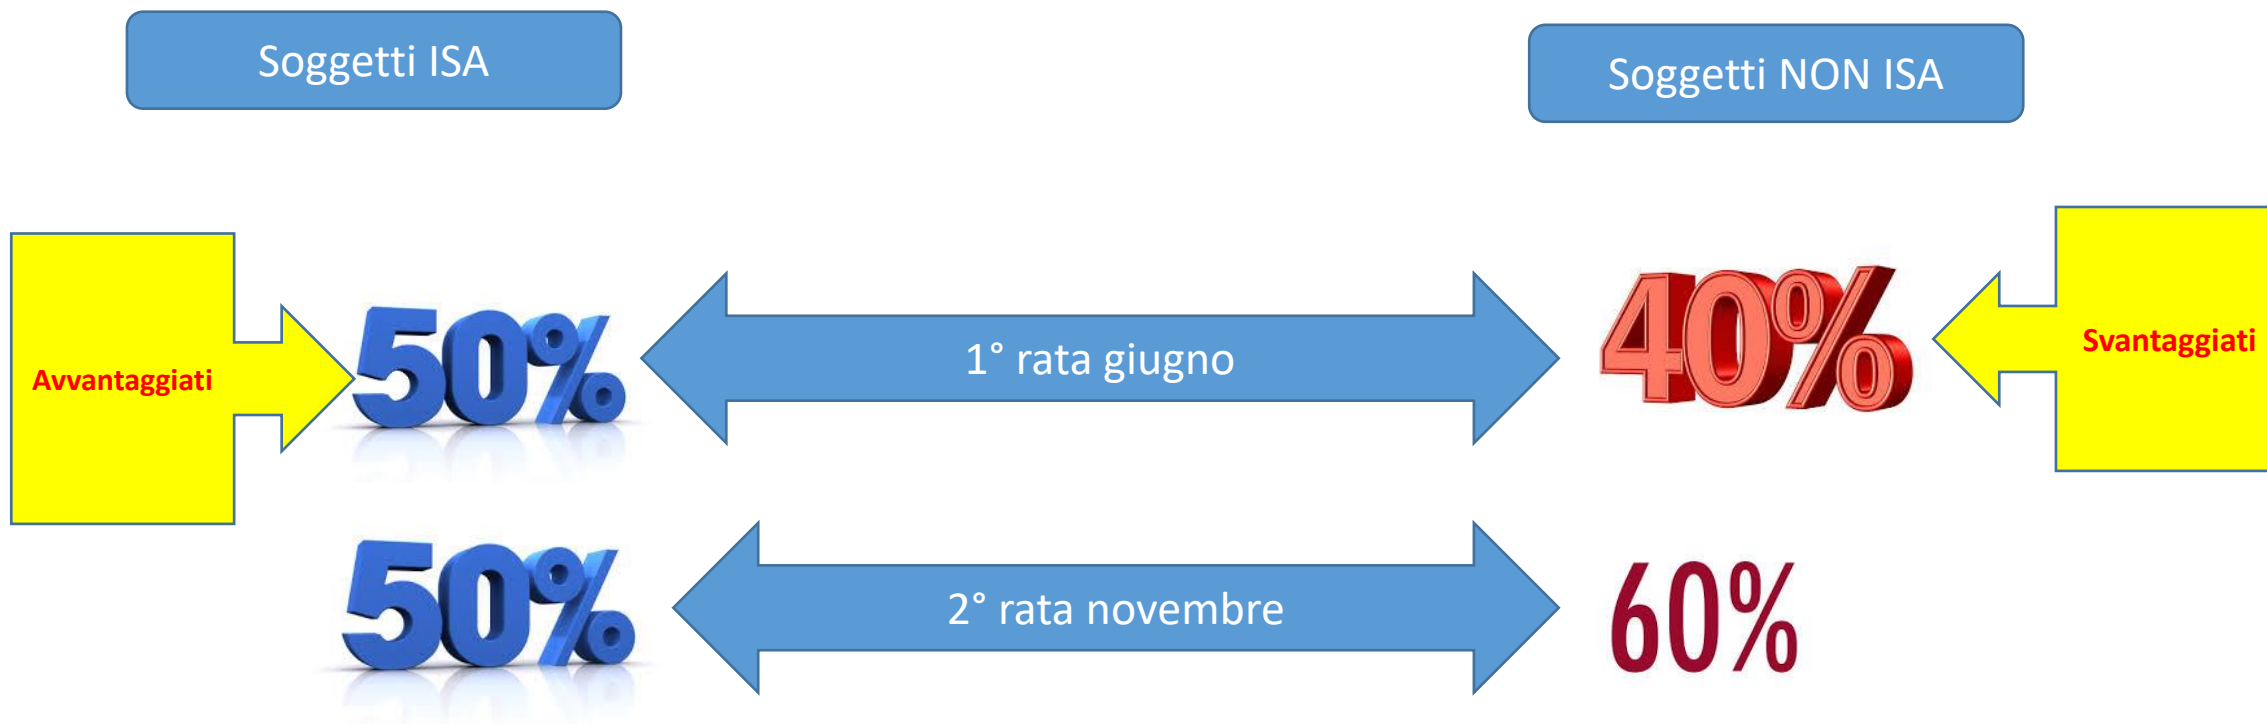 Soggetti ISA
Soggetti NON ISA
Avvantaggiati
50%
1° rata giugno
40%
Svantaggiati
50%
2° rata novembre
60%